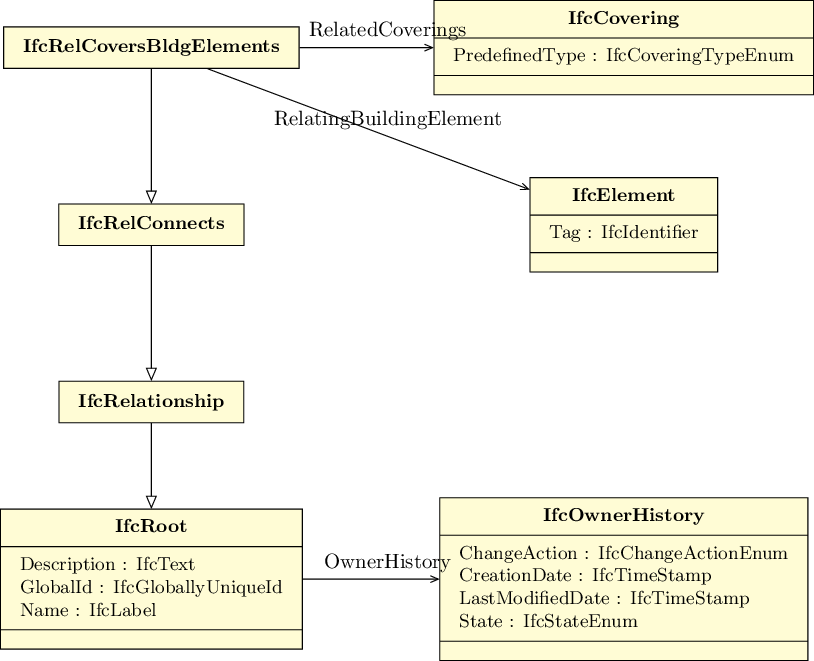 IfcRelCoversBldgElements
RelatedCoverings
IfcCovering
PredefinedType : IfcCoveringTypeEnum
RelatingBuildingElement
IfcElement
Tag : IfcIdentifier
IfcRelConnects
IfcRelationship
IfcRoot
Description : IfcText
GlobalId : IfcGloballyUniqueId
Name : IfcLabel
OwnerHistory
IfcOwnerHistory
ChangeAction : IfcChangeActionEnum
CreationDate : IfcTimeStamp
LastModifiedDate : IfcTimeStamp
State : IfcStateEnum